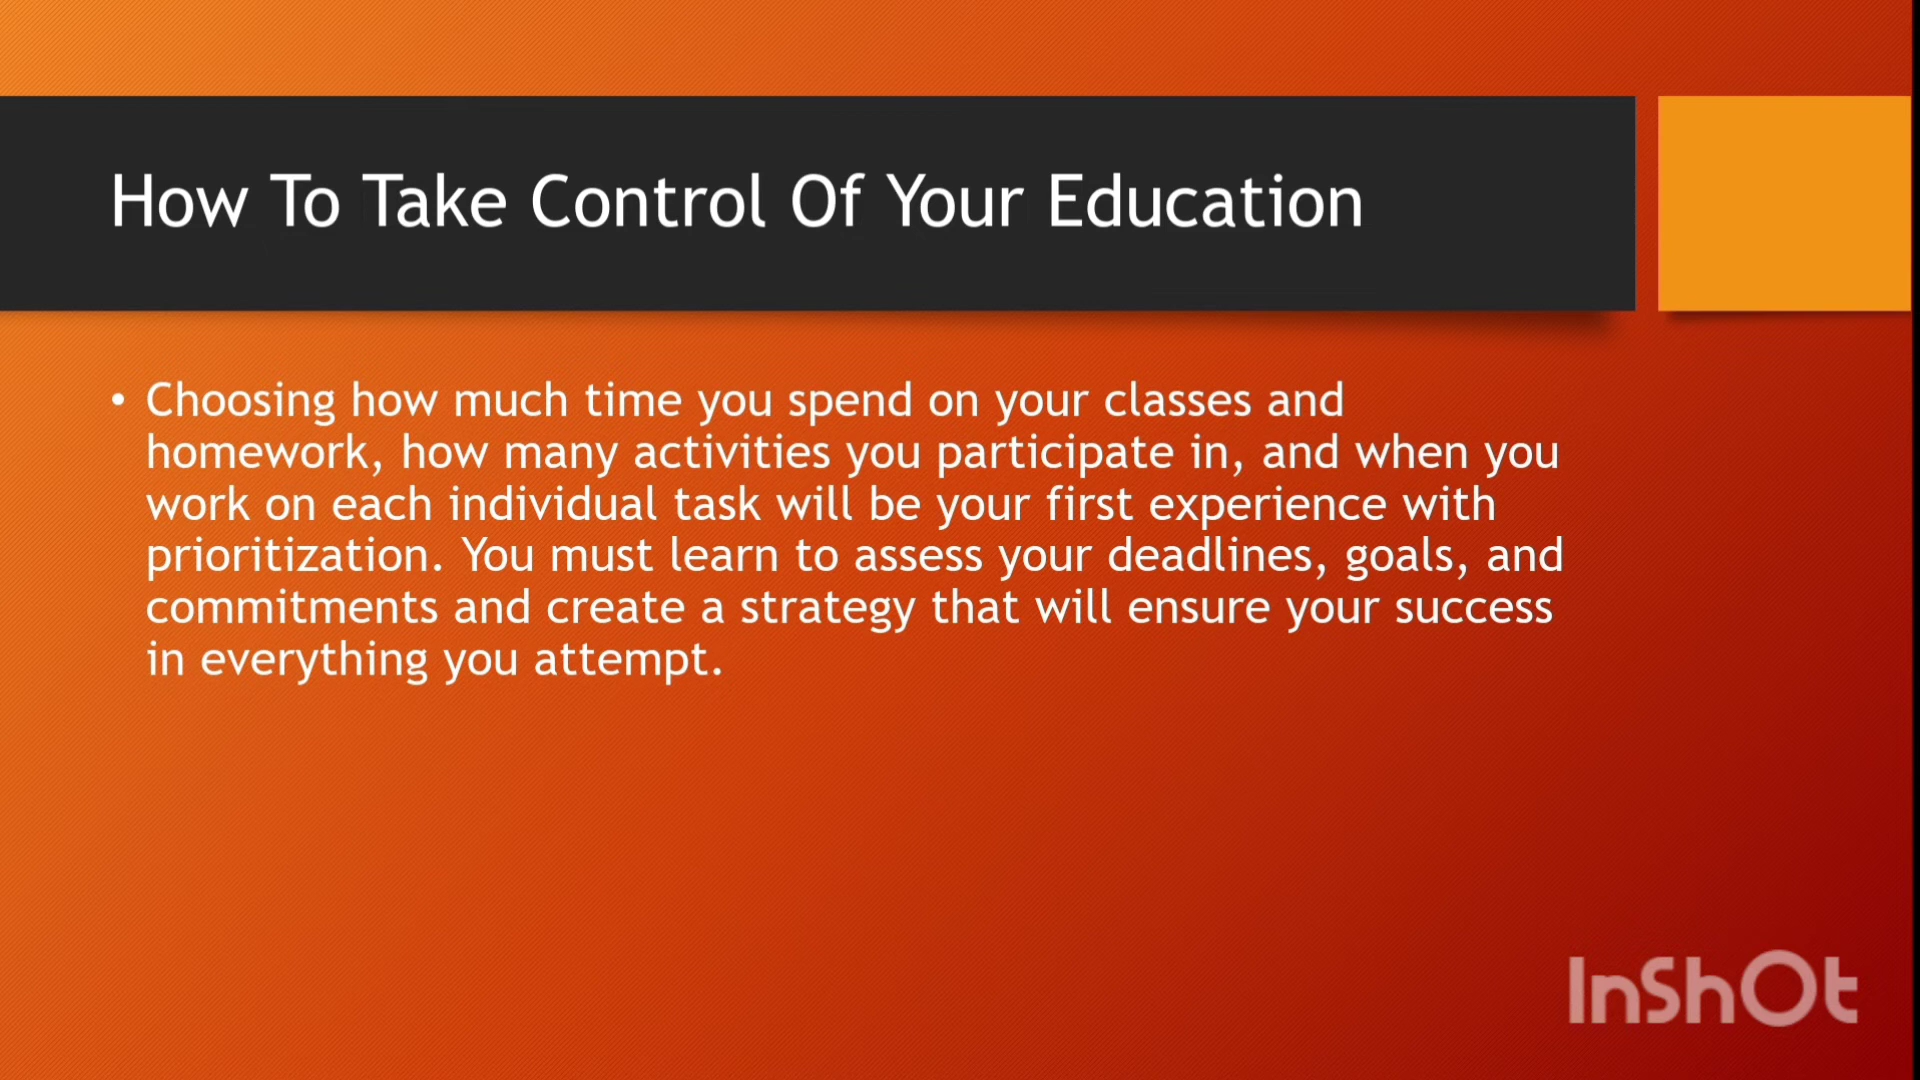 How To Take Control Of Your Education
• Choosing how much time you spend on your classes and
homework, how many activities you participate in, and when you
work on each individual task will be your first experience with
prioritization. You must learn to assess your deadlines, goals, and
commitments and create a strategy that will ensure your success
in everything you attempt.
InShOt